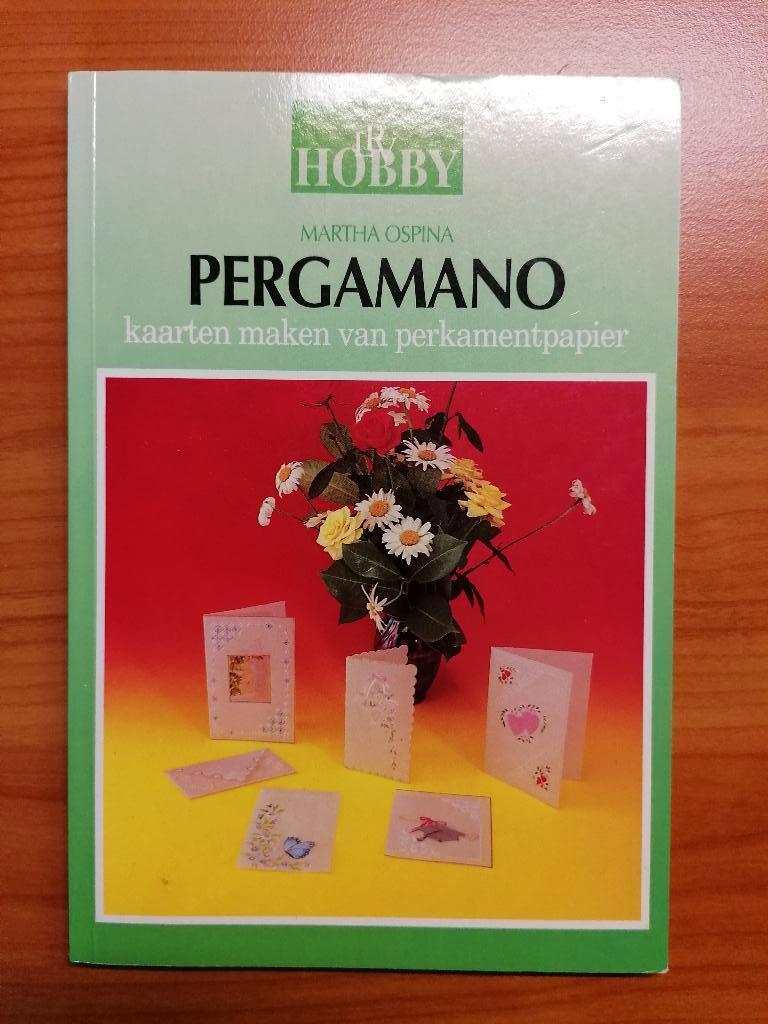 HOBBY
MARTHA OSPINA
PERGAMANO
kaarten maken van perkamentpapier